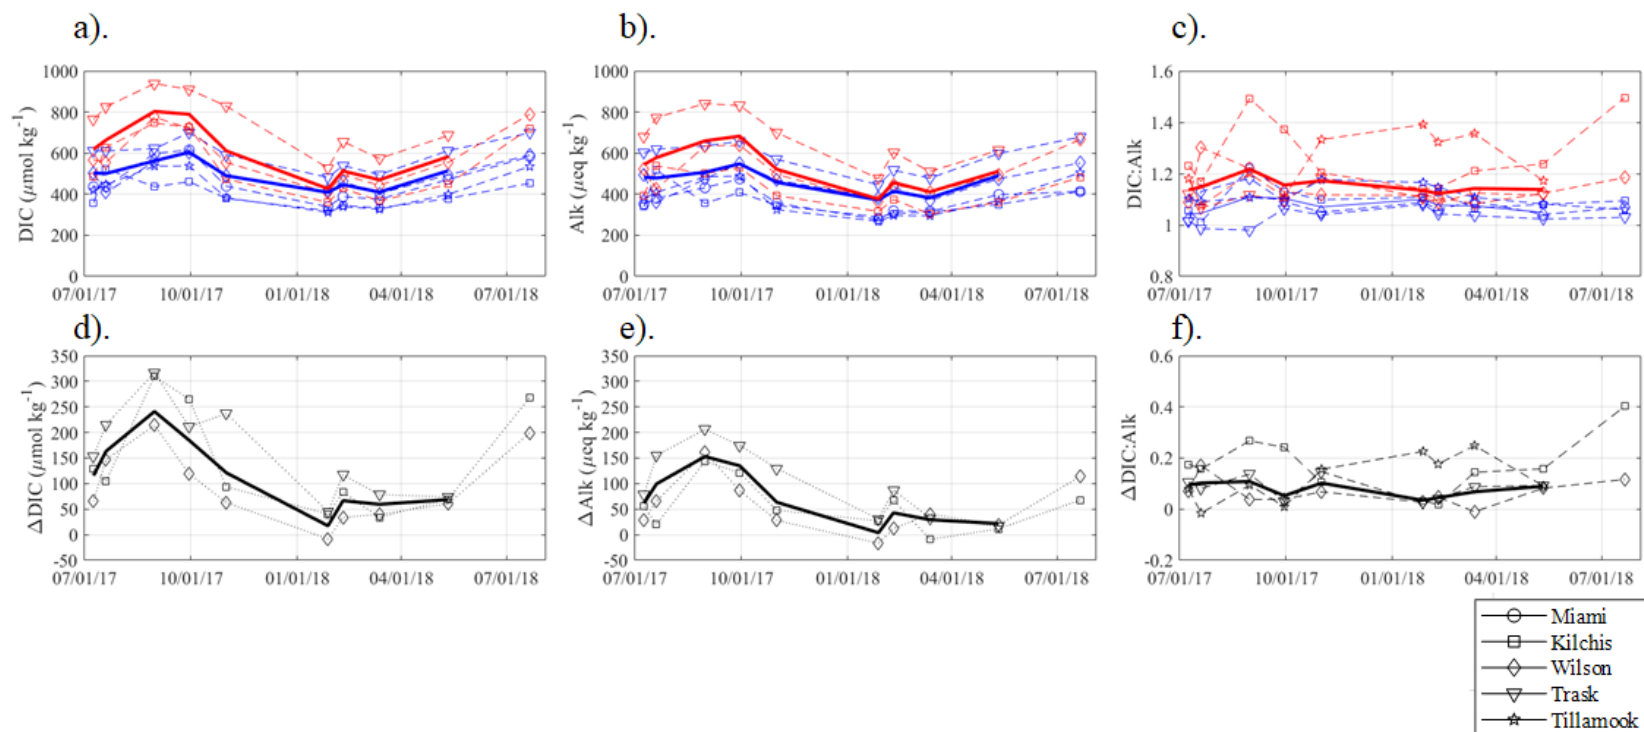 a).
b).
c).
1000
800
600
400
200
0
DIC (μmol kg⁻¹)
07/01/17 10/01/17 01/01/18 04/01/18 07/01/18
1000
800
600
400
200
0
Alk (μeq kg⁻¹)
07/01/17 10/01/17 01/01/18 04/01/18 07/01/18
1.6
1.4
1.2
1
0.8
DIC:Alk
07/01/17 10/01/17 01/01/18 04/01/18 07/01/18
d).
e).
f).
350
300
250
200
150
100
50
0
-50
ΔDIC (μmol kg⁻¹)
07/01/17 10/01/17 01/01/18 04/01/18 07/01/18
350
300
250
200
150
100
50
0
-50
ΔAlk (μeq kg⁻¹)
07/01/17 10/01/17 01/01/18 04/01/18 07/01/18
0.6
0.4
0.2
0
-0.2
ΔDIC:Alk
07/01/17 10/01/17 01/01/18 04/01/18 07/01/18
Miami
Kilchis
Wilson
Trask
Tillamook